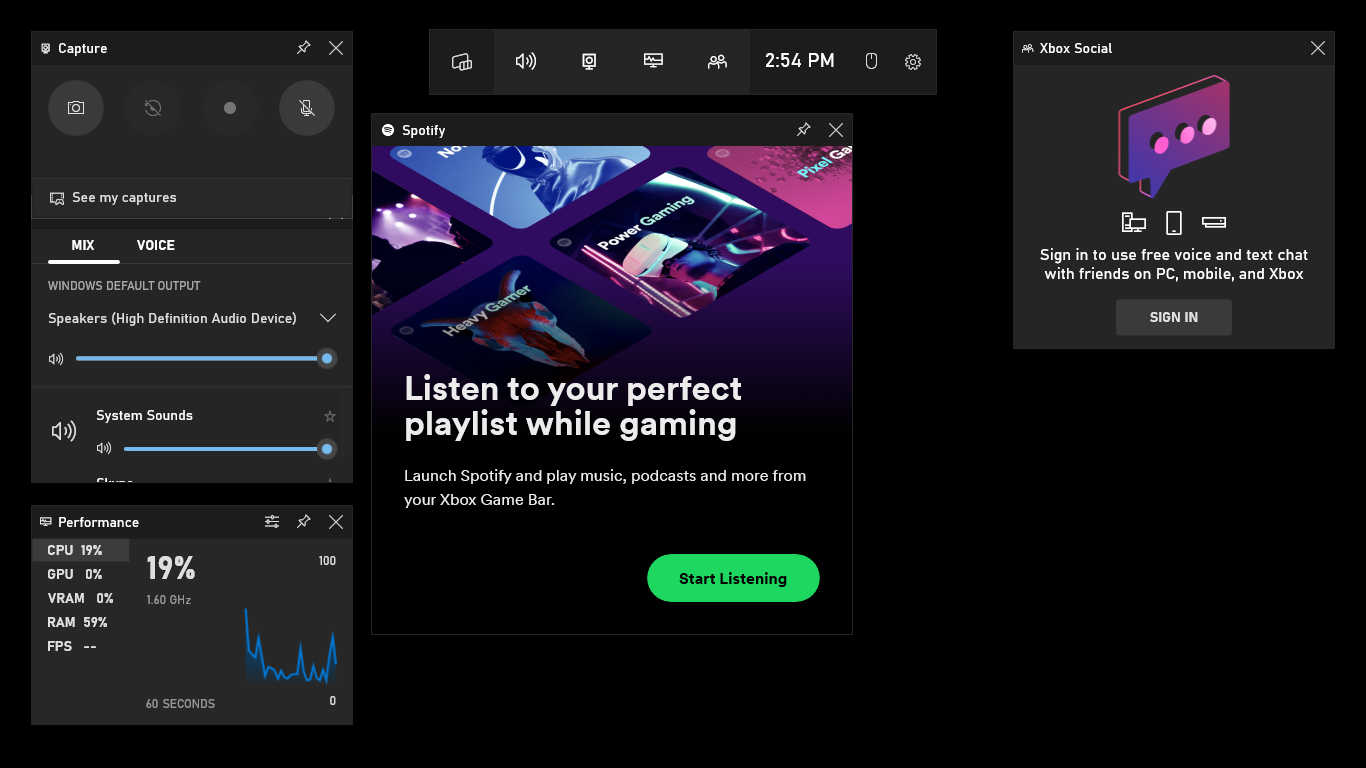 Capture
See my captures
MIX VOICE
WINDOWS DEFAULT OUTPUT
Speakers (High Definition Audio Device)
System Sounds
Performance
CPU 19%
GPU 0%
VRAM 0%
RAM 59%
FPS --
19%
1.60 GHz
100
60 SECONDS
0
2:54 PM
Spotify
Power Gaming
Pixel Ga
Heavy Gamer
Listen to your perfect
playlist while gaming
Launch Spotify and play music, podcasts and more from
your Xbox Game Bar.
Start Listening
Xbox Social
Sign in to use free voice and text chat
with friends on PC, mobile, and Xbox
SIGN IN